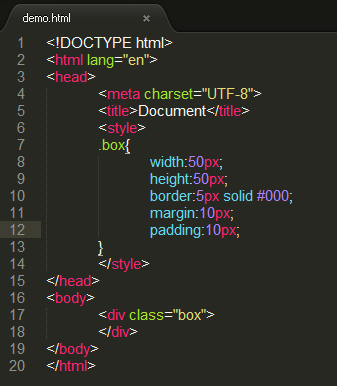 demo.html ×
1 <!DOCTYPE html>
2 <html lang="en">
3 <head>
4 <meta charset="UTF-8">
5 <title>Document</title>
6 <style>
7 .box{
8 width:50px;
9 height:50px;
10 border:5px solid #000;
11 margin:10px;
12 padding:10px;
13 }
14 </style>
15 </head>
16 <body>
17 <div class="box">
18 </div>
19 </body>
20 </html>